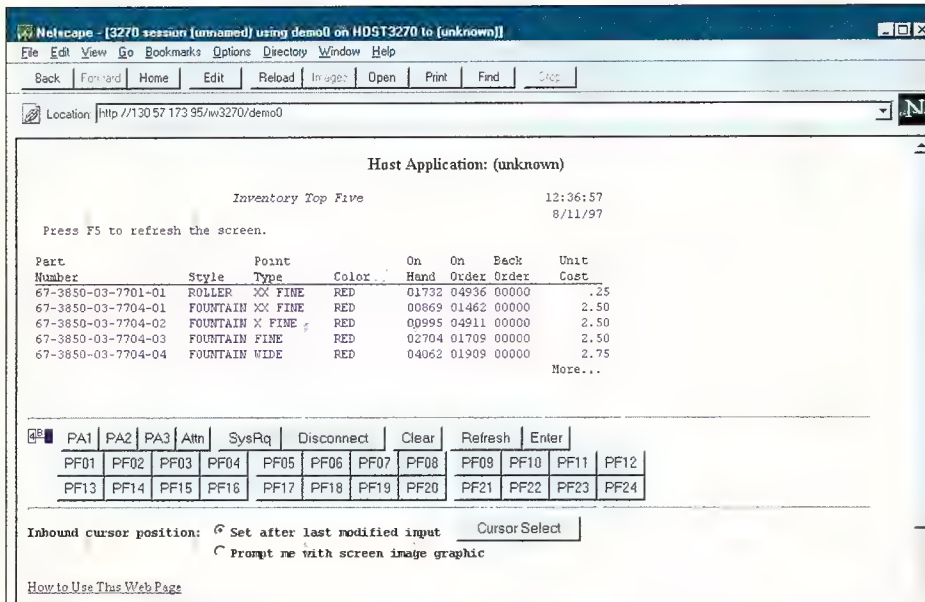 Netscape - [3270 session (unnamed) using demo0 on HOST3270 to (unknown)]
File Edit View Go Bookmarks Options Directory Window Help
Back Forward Home Edit Reload Images Open Print Find Stop
Location: http //130 57 173 95/iw3270/demo0
N
Host Application: (unknown)
Inventory Top Five 12:36:57
8/11/97
Press F5 to refresh the screen.
Part Point On On Back Unit
Number Style Type Color Hand Order Order Cost
67-3850-03-7701-01 ROLLER XX FINE RED 01732 04936 00000 .25
67-3850-03-7704-01 FOUNTAIN XX FINE RED 00869 01462 00000 2.50
67-3850-03-7704-02 FOUNTAIN X FINE RED 00995 04911 00000 2.50
67-3850-03-7704-03 FOUNTAIN FINE RED 02704 01709 00000 2.50
67-3850-03-7704-04 FOUNTAIN WIDE RED 04062 01909 00000 2.75
More...
4B PA1 PA2 PA3 Attn SysRq Disconnect Clear Refresh Enter
PF01 PF02 PF03 PF04 PF05 PF06 PF07 PF08 PF09 PF10 PF11 PF12
PF13 PF14 PF15 PF16 PF17 PF18 PF19 PF20 PF21 PF22 PF23 PF24
Inbound cursor position: Set after last modified input Cursor Select
Prompt me with screen image graphic
How to Use This Web Page